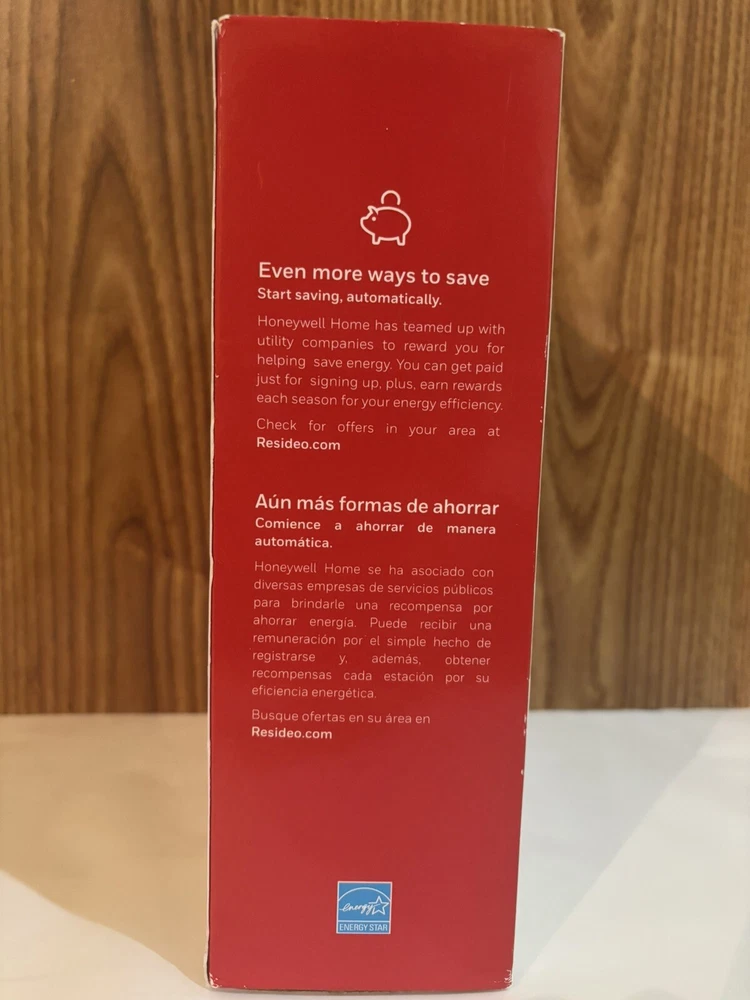 Even more ways to save
Start saving, automatically.
Honeywell Home has teamed up with
utility companies to reward you for
helping save energy. You can get paid
just for signing up, plus, earn rewards
each season for your energy efficiency.
Check for offers in your area at
Resideo.com
Aún más formas de ahorrar
Comience a ahorrar de manera
automática.
Honeywell Home se ha asociado con
diversas empresas de servicios públicos
para brindarle una recompensa por
ahorrar energía. Puede recibir una
remuneración por el simple hecho de
registrarse y, además, obtener
recompensas cada estación por su
eficiencia energética.
Busque ofertas en su área en
Resideo.com
energy
ENERGY STAR